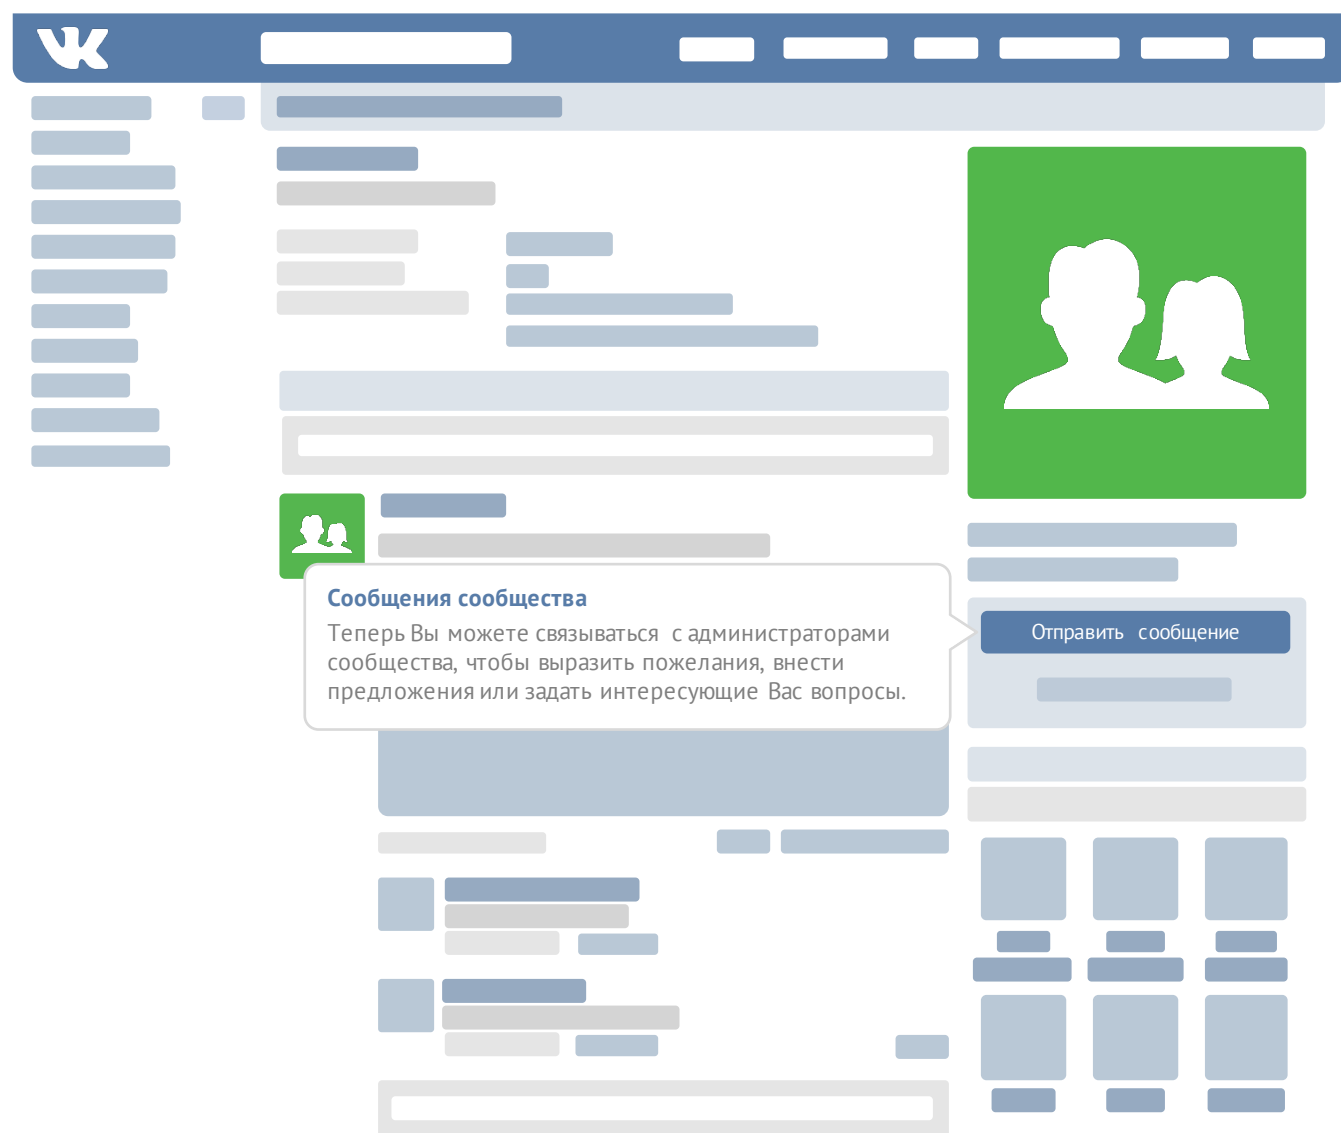 Сообщения сообщества
Теперь Вы можете связываться с администраторами
сообщества, чтобы выразить пожелания, внести
предложения или задать интересующие Вас вопросы.
Отправить сообщение